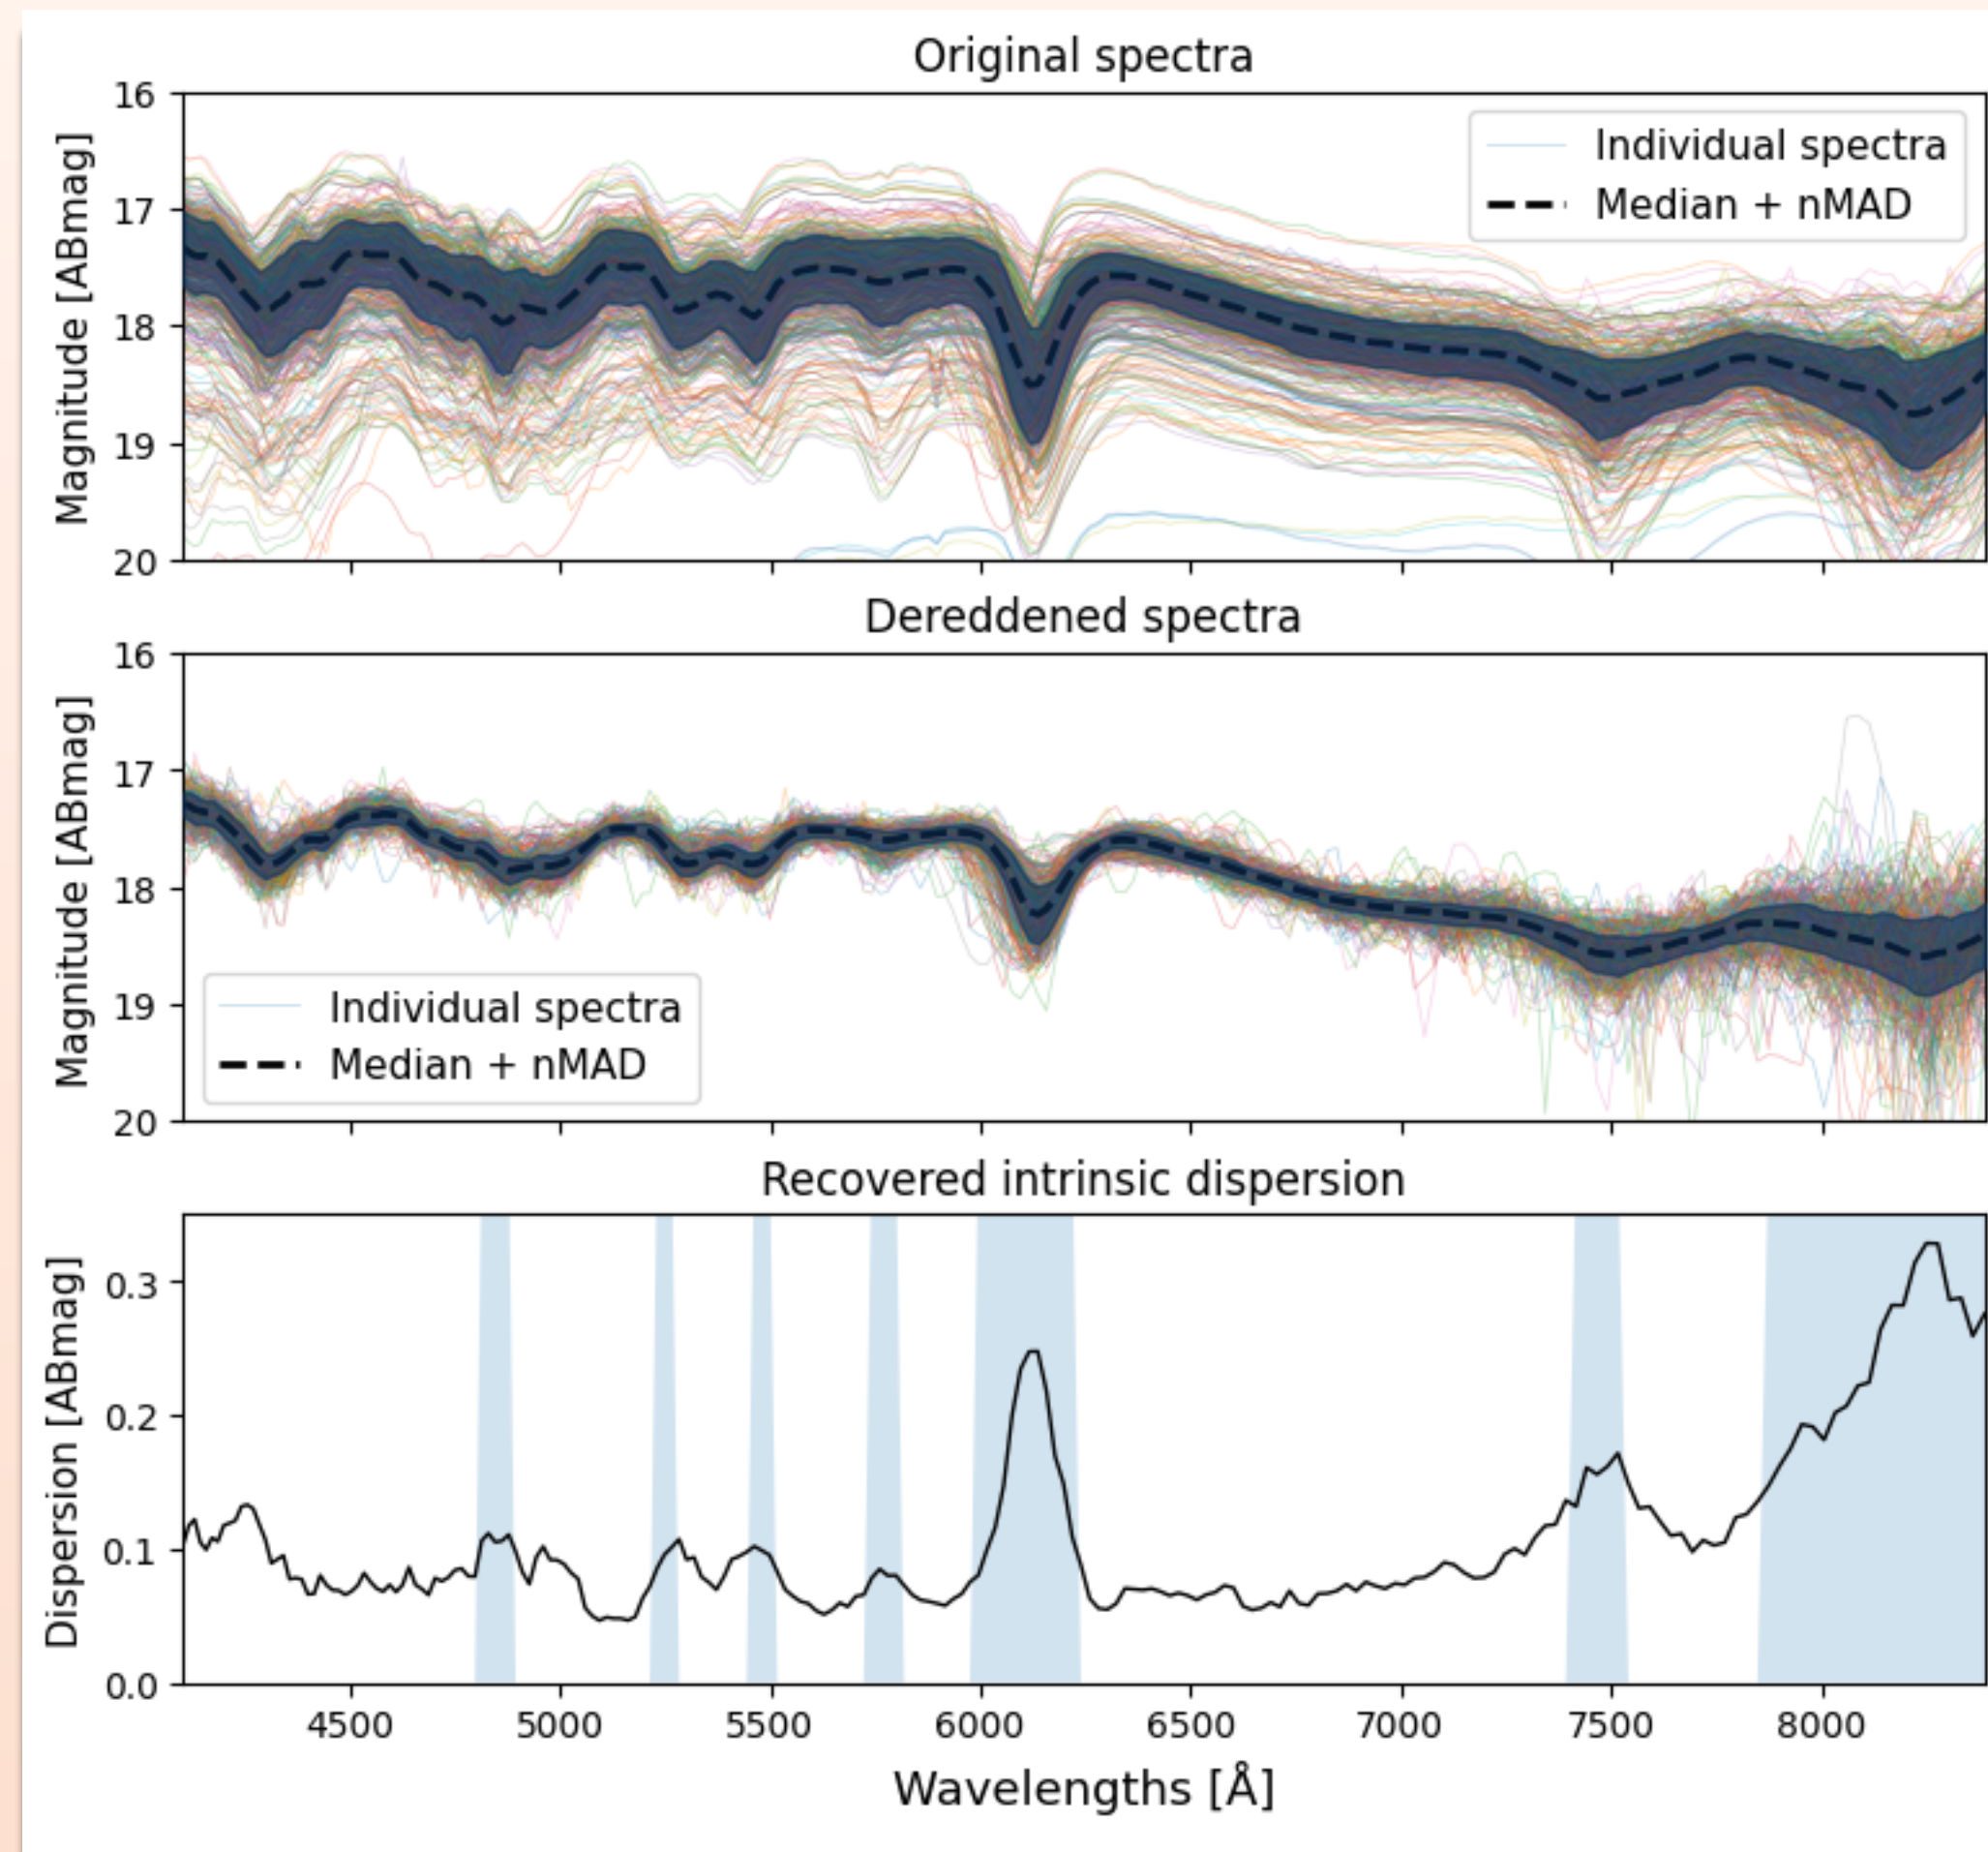 Original spectra
16
17
18
19
20
Magnitude [ABmag]
Individual spectra
Median + nMAD
Dereddened spectra
16
17
18
19
20
Magnitude [ABmag]
Individual spectra
Median + nMAD
Recovered intrinsic dispersion
0.3
0.2
0.1
0.0
Dispersion [ABmag]
4500 5000 5500 6000 6500 7000 7500 8000
Wavelengths [Å]